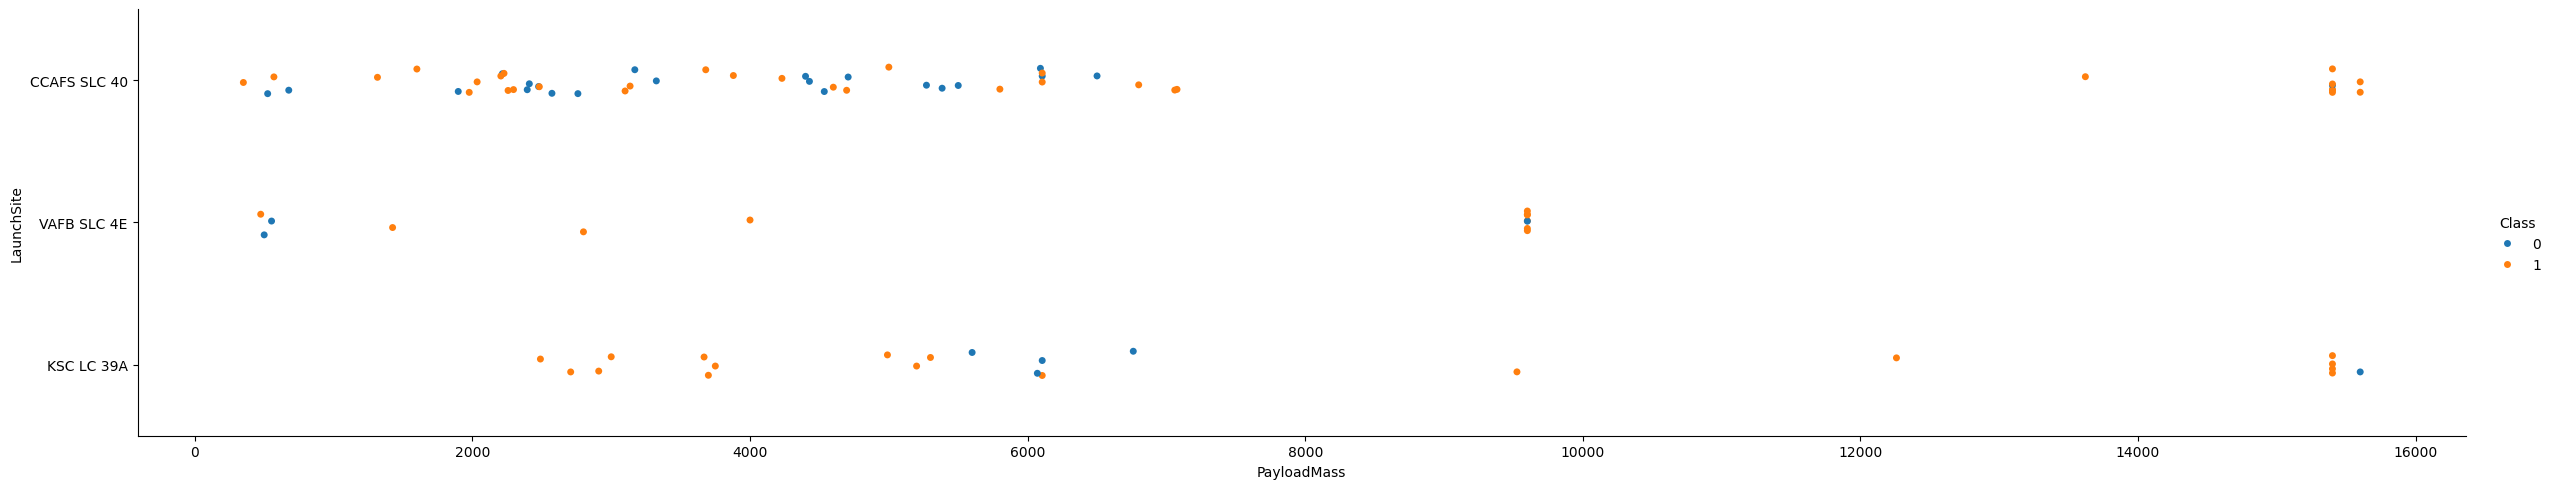 CCAFS SLC 40
VAFB SLC 4E
KSC LC 39A
LaunchSite
0
2000
4000
6000
8000
10000
12000
14000
16000
PayloadMass
Class
0
1